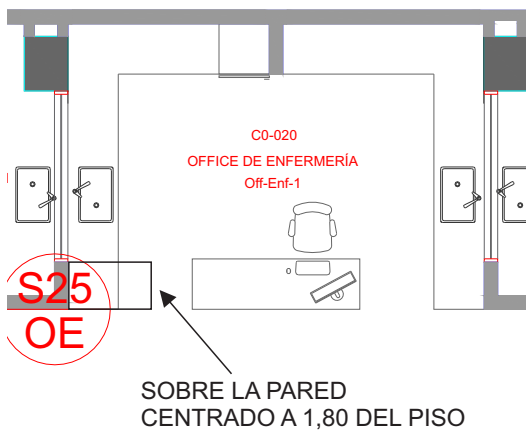 C0-020
OFFICE DE ENFERMERÍA
Off-Enf-1
S25
OE
SOBRE LA PARED
CENTRADO A 1,80 DEL PISO